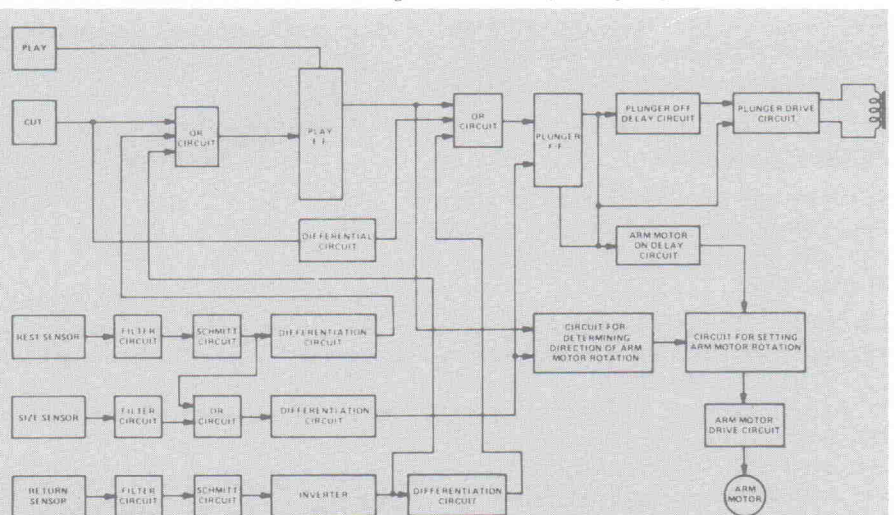 PLAY
CUT
OR
CIRCUIT
PLAY
F.F.
OR
CIRCUIT
PLUNGER
F.F.
PLUNGER OFF
DELAY CIRCUIT
PLUNGER DRIVE
CIRCUIT
DIFFERENTIAL
CIRCUIT
ARM MOTOR
ON DELAY
CIRCUIT
REST SENSOR
FILTER
CIRCUIT
SCHMITT
CIRCUIT
DIFFERENTIATION
CIRCUIT
CIRCUIT FOR
DETERMINING
DIRECTION OF ARM
MOTOR ROTATION
CIRCUIT FOR SETTING
ARM MOTOR ROTATION
SIZE SENSOR
FILTER
CIRCUIT
OR
CIRCUIT
DIFFERENTIATION
CIRCUIT
ARM MOTOR
DRIVE CIRCUIT
RETURN
SENSOR
FILTER
CIRCUIT
SCHMITT
CIRCUIT
INVERTER
DIFFERENTIATION
CIRCUIT
ARM
MOTOR